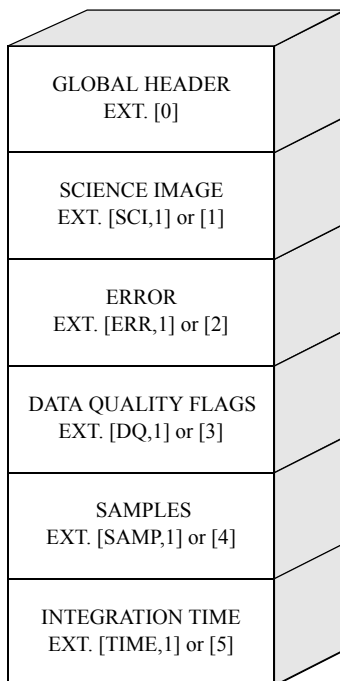 GLOBAL HEADER
EXT. [0]
SCIENCE IMAGE
EXT. [SCI,1] or [1]
ERROR
EXT. [ERR,1] or [2]
DATA QUALITY FLAGS
EXT. [DQ,1] or [3]
SAMPLES
EXT. [SAMP,1] or [4]
INTEGRATION TIME
EXT. [TIME,1] or [5]